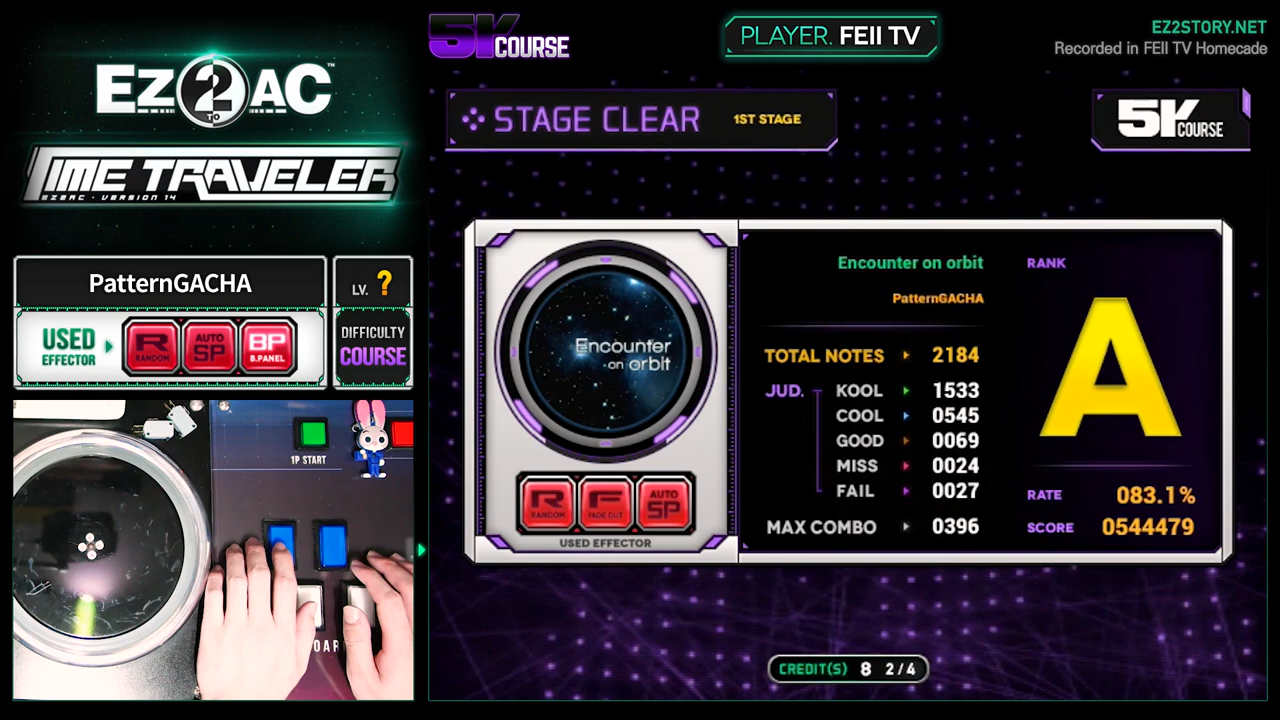 EZ2AC
TO
™
TIME TRAVELER
EZ2AC · VERSION 14
PatternGACHA
LV. ?
USED
EFFECTOR
R
RANDOM
AUTO
SP
BP
B.PANEL
DIFFICULTY
COURSE
1P START
OAR
5K COURSE
PLAYER. FEII TV
EZ2STORY.NET
Recorded in FEII TV Homecade
STAGE CLEAR 1ST STAGE
5K COURSE
Encounter
on orbit
R
RANDOM
F
FADE OUT
AUTO
SP
USED EFFECTOR
Encounter on orbit
PatternGACHA
TOTAL NOTES 2184
JUD. KOOL 1533
COOL 0545
GOOD 0069
MISS 0024
FAIL 0027
MAX COMBO 0396
RANK
A
RATE 083.1%
SCORE 0544479
CREDIT(S) 8 2/4